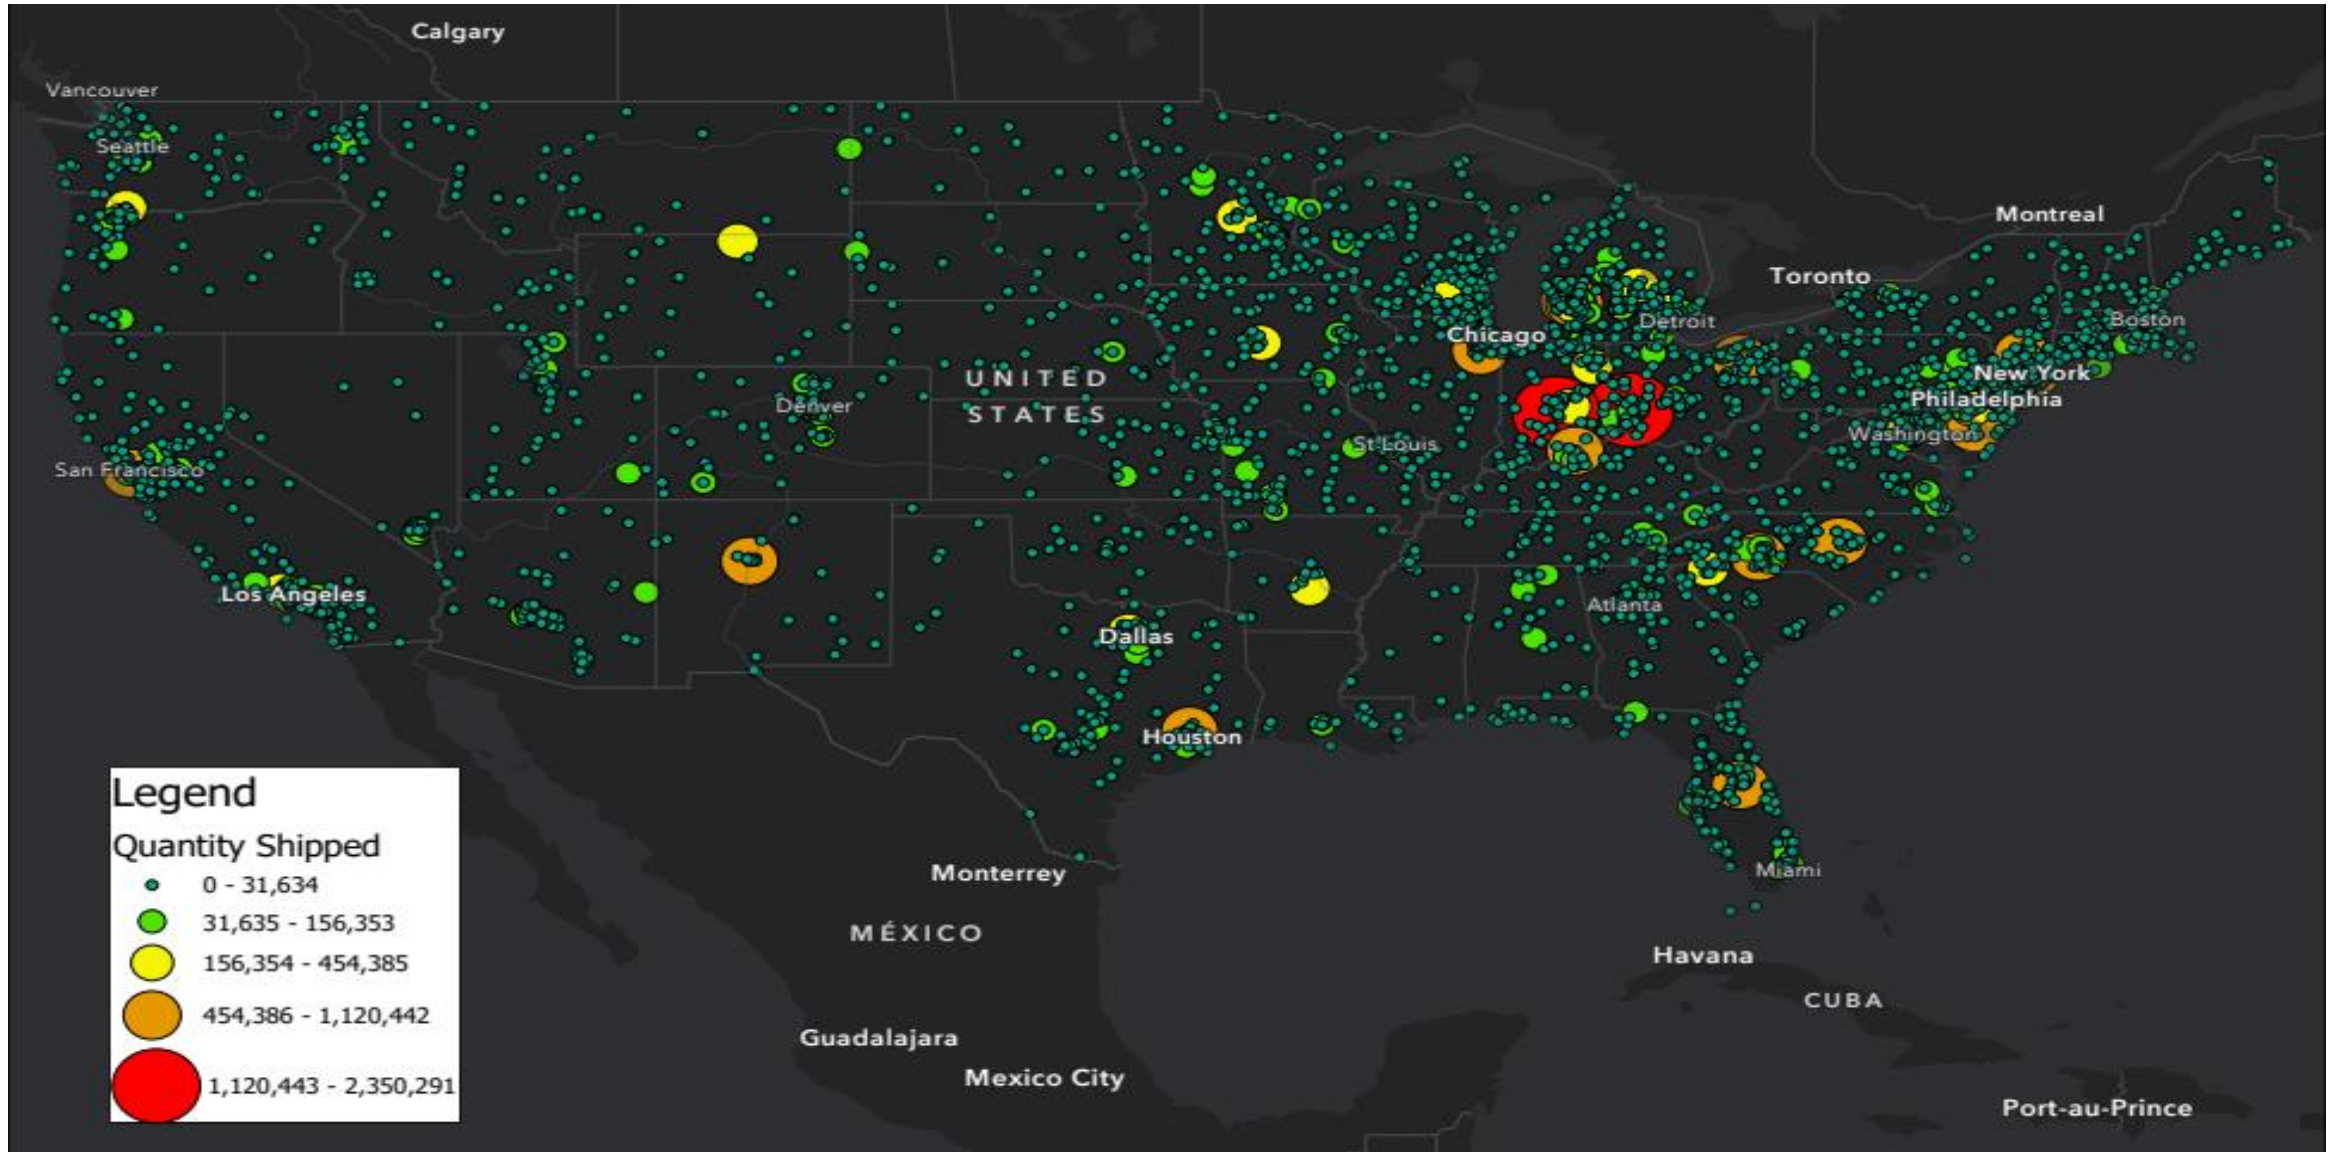 Calgary
Vancouver
Seattle
Montreal
Toronto
Boston
Detroit
Chicago
New York
UNITED
STATES
Denver
Philadelphia
Washington
St Louis
San Francisco
Los Angeles
Atlanta
Dallas
Houston
Legend
Quantity Shipped
0 - 31,634
31,635 - 156,353
156,354 - 454,385
454,386 - 1,120,442
1,120,443 - 2,350,291
Monterrey
Miami
MÉXICO
Havana
CUBA
Guadalajara
Mexico City
Port-au-Prince